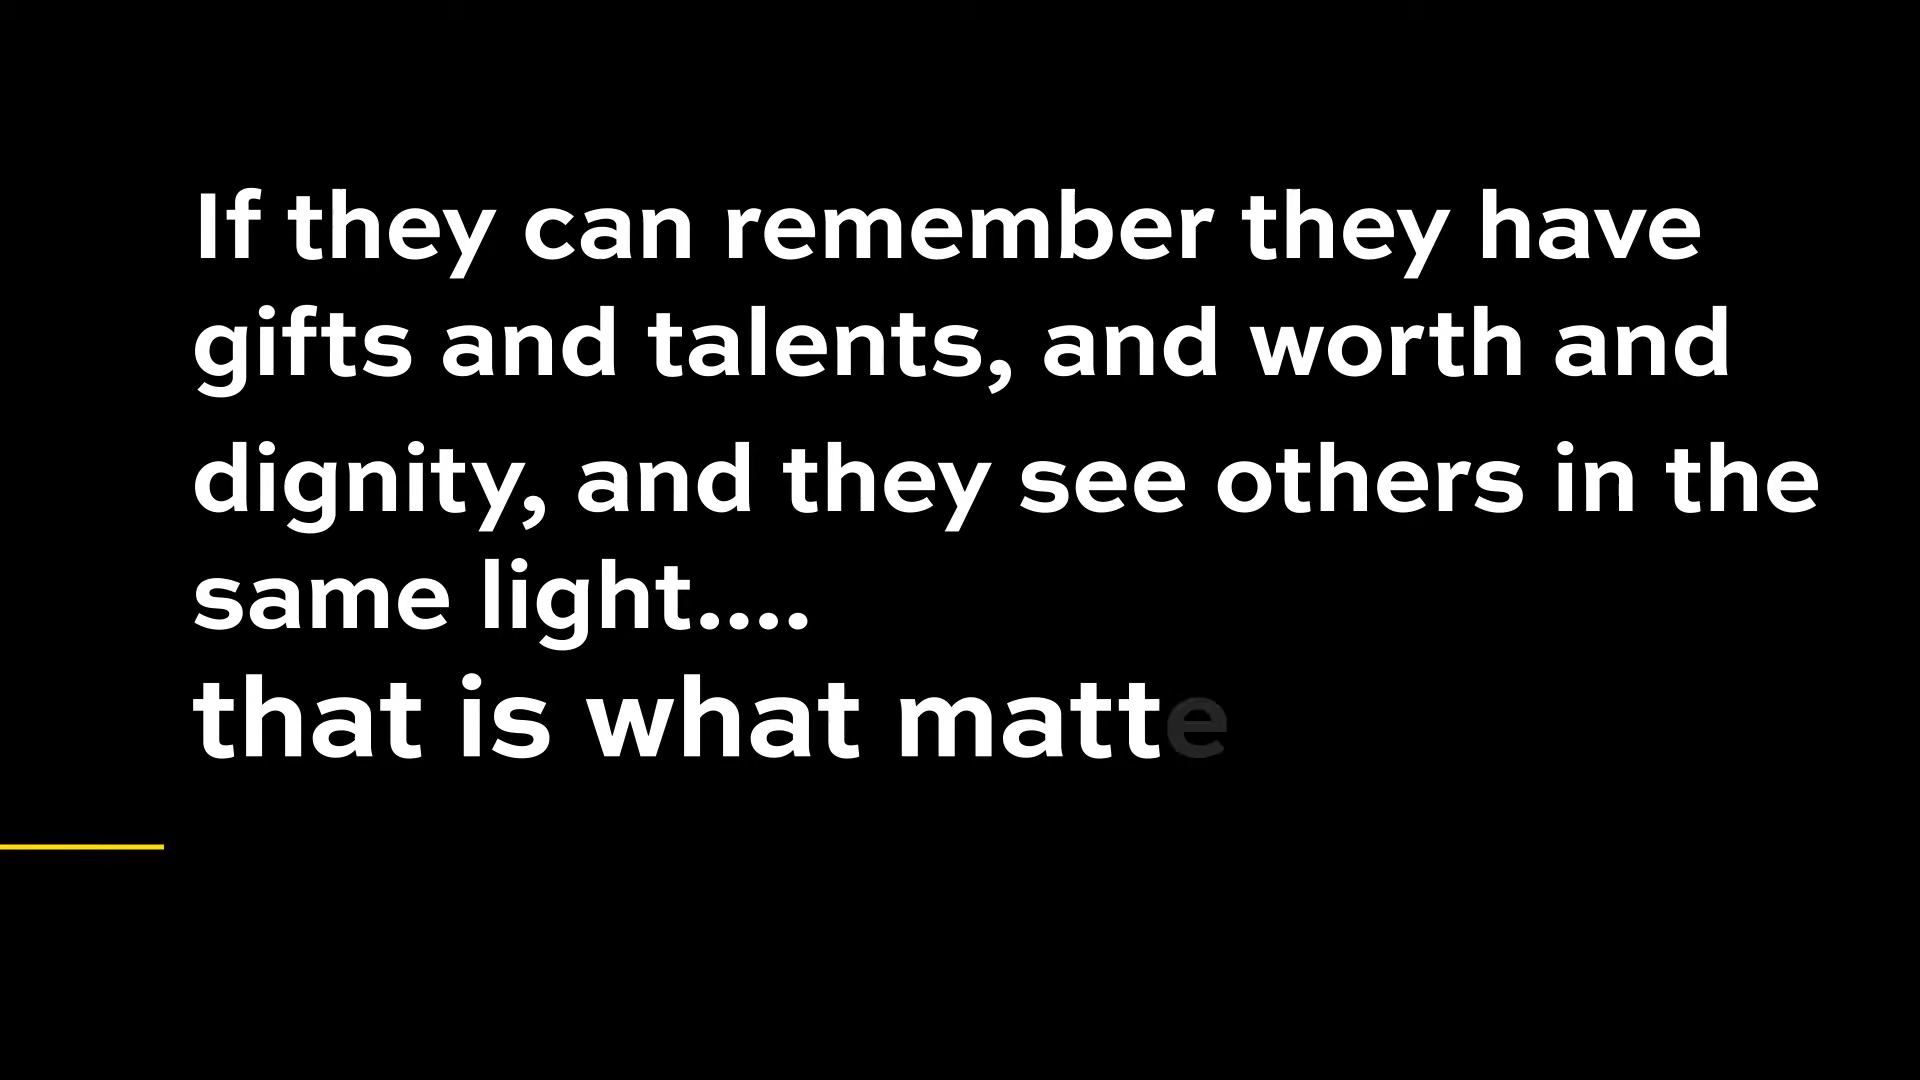 If they can remember they have
gifts and talents, and worth and
dignity, and they see others in the
same light....
that is what matte